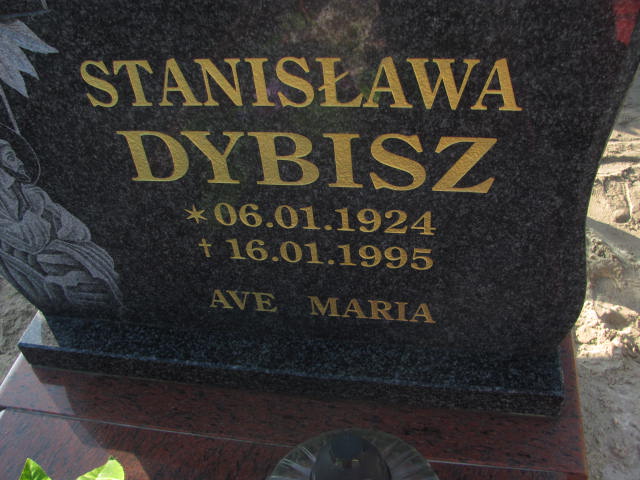 STANISŁAWA
DYBISZ
* 06.01.1924
† 16.01.1995
AVE MARIA